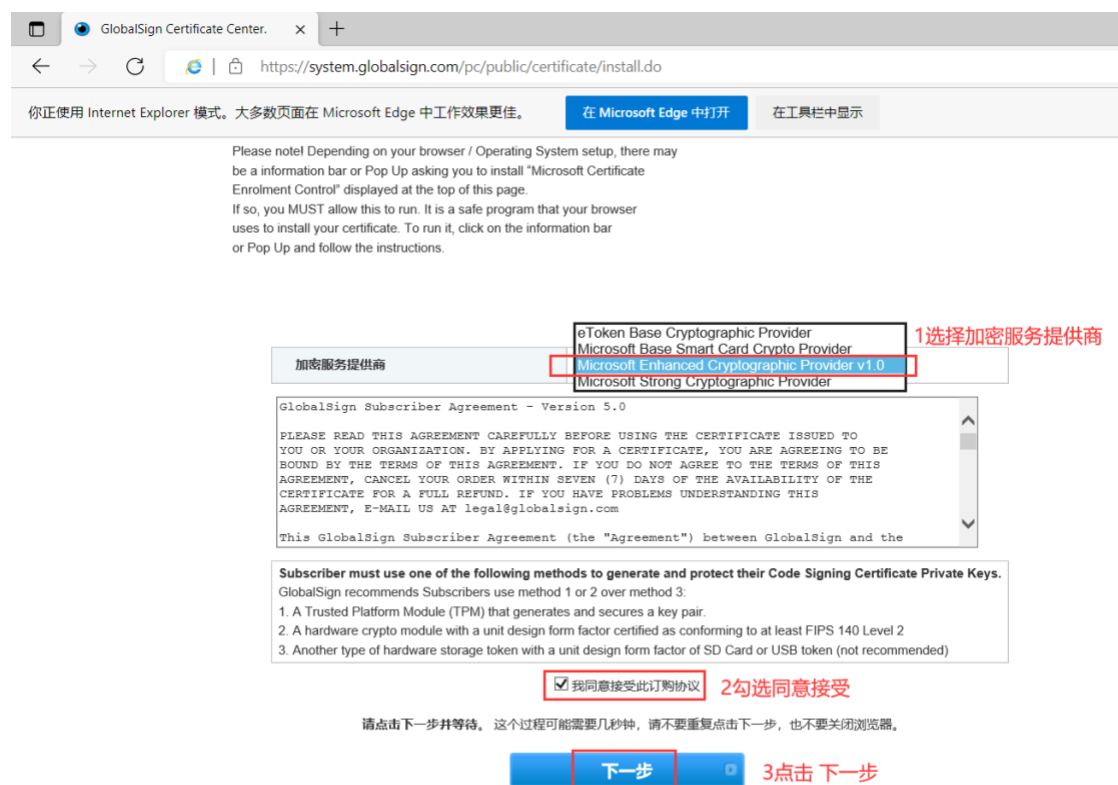 GlobalSign Certificate Center.
https://system.globalsign.com/pc/public/certificate/install.do
你正使用 Internet Explorer 模式。大多数页面在 Microsoft Edge 中工作效果更佳。 在 Microsoft Edge 中打开 在工具栏中显示
Please note! Depending on your browser / Operating System setup, there may
be a information bar or Pop Up asking you to install "Microsoft Certificate
Enrolment Control" displayed at the top of this page.
If so, you MUST allow this to run. It is a safe program that your browser
uses to install your certificate. To run it, click on the information bar
or Pop Up and follow the instructions.
eToken Base Cryptographic Provider
1选择加密服务提供商
Microsoft Base Smart Card Crypto Provider
加密服务提供商
Microsoft Enhanced Cryptographic Provider v1.0
Microsoft Strong Cryptographic Provider
GlobalSign Subscriber Agreement - Version 5.0
PLEASE READ THIS AGREEMENT CAREFULLY BEFORE USING THE CERTIFICATE ISSUED TO
YOU OR YOUR ORGANIZATION. BY APPLYING FOR A CERTIFICATE, YOU ARE AGREEING TO BE
BOUND BY THE TERMS OF THIS AGREEMENT. IF YOU DO NOT AGREE TO THE TERMS OF THIS
AGREEMENT, CANCEL YOUR ORDER WITHIN SEVEN (7) DAYS OF THE AVAILABILITY OF THE
CERTIFICATE FOR A FULL REFUND. IF YOU HAVE PROBLEMS UNDERSTANDING THIS
AGREEMENT, E-MAIL US AT legal@globalsign.com
This GlobalSign Subscriber Agreement (the "Agreement") between GlobalSign and the
Subscriber must use one of the following methods to generate and protect their Code Signing Certificate Private Keys.
GlobalSign recommends Subscribers use method 1 or 2 over method 3:
1. A Trusted Platform Module (TPM) that generates and secures a key pair.
2. A hardware crypto module with a unit design form factor certified as conforming to at least FIPS 140 Level 2
3. Another type of hardware storage token with a unit design form factor of SD Card or USB token (not recommended)
我同意接受此订购协议 2勾选同意接受
请点击下一步并等待。 这个过程可能需要几秒钟，请不要重复点击下一步，也不要关闭浏览器。
下一步 3点击 下一步